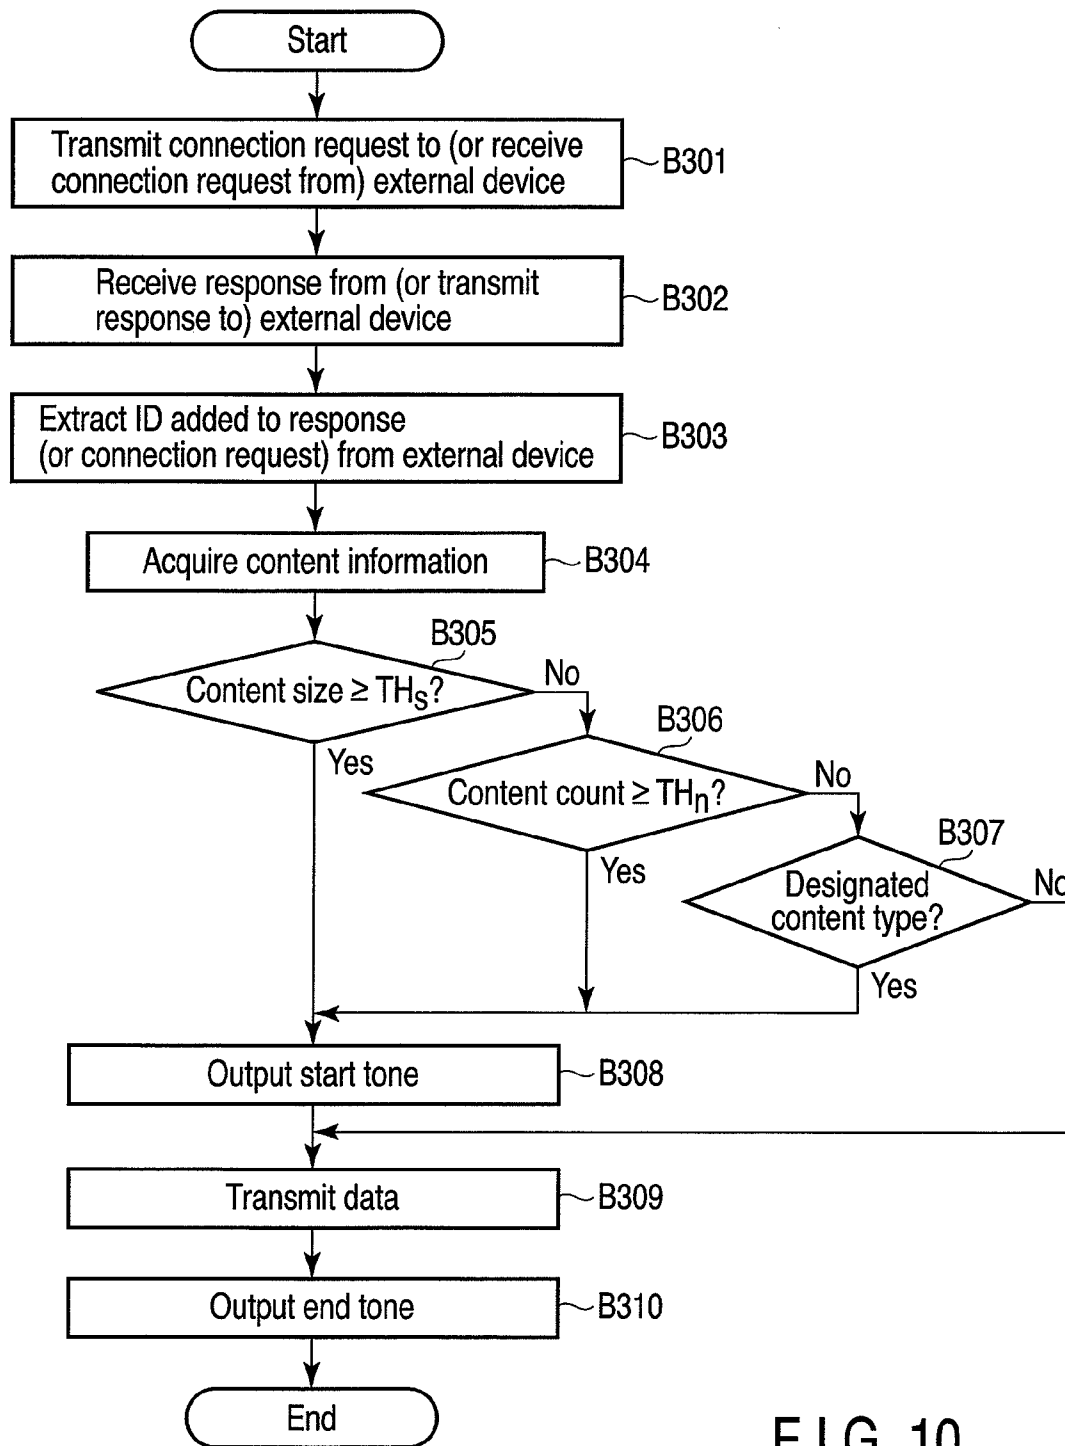 Start
Transmit connection request to (or receive
connection request from) external device
B301
Receive response from (or transmit
response to) external device
B302
Extract ID added to response
(or connection request) from external device
B303
Acquire content information
B304
B305
Content size ≥ THs?
No
Yes
B306
Content count ≥ THn?
No
Yes
B307
Designated
content type?
No
Yes
Output start tone
B308
Transmit data
B309
Output end tone
B310
End
FIG. 10